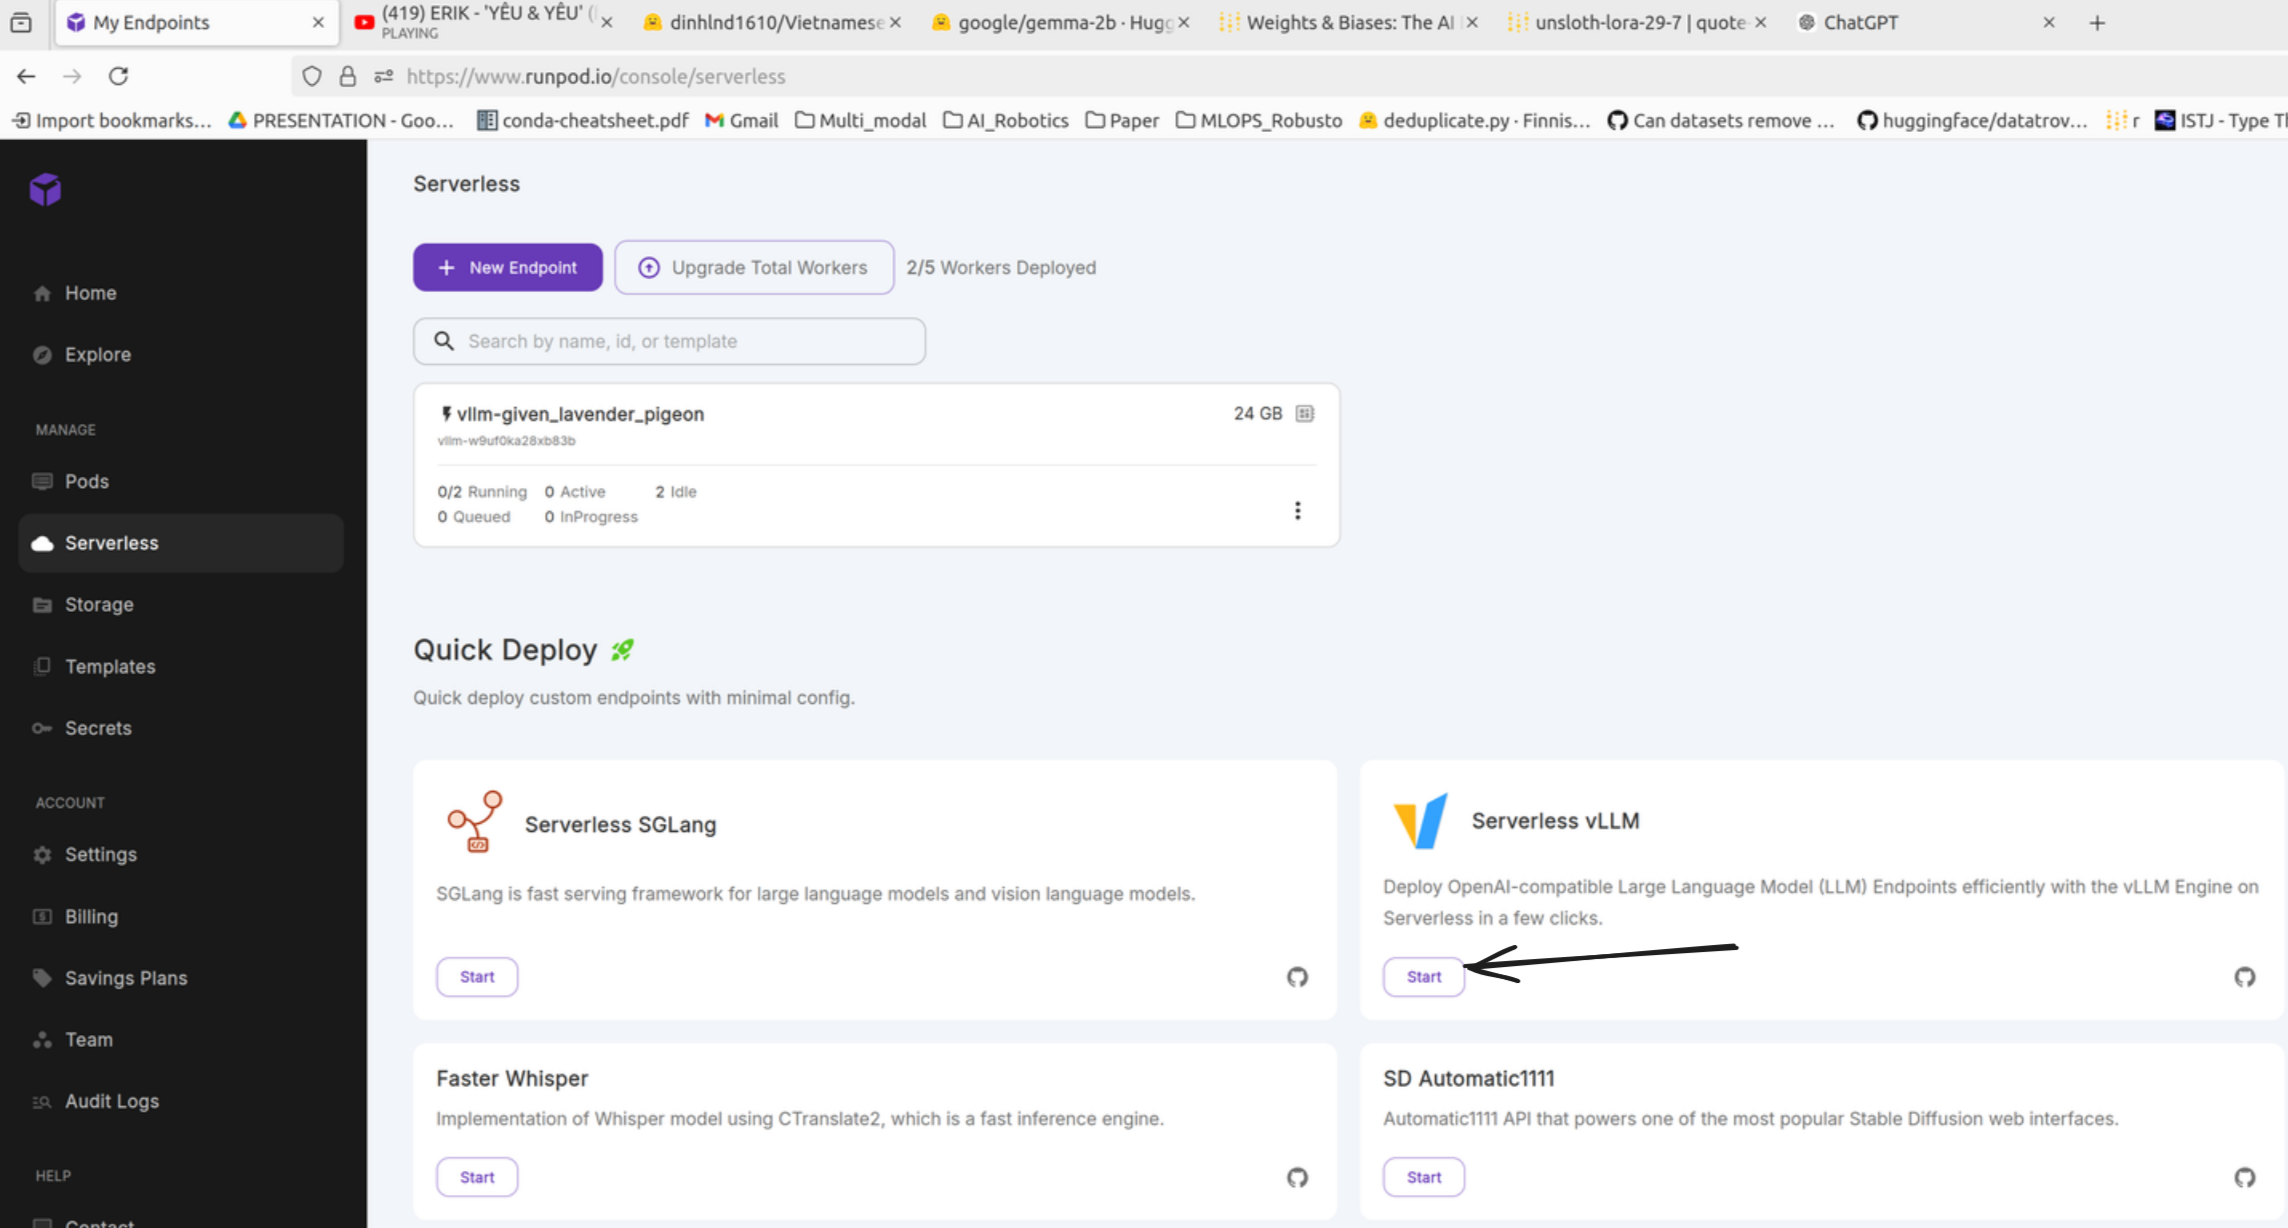 My Endpoints
(419) ERIK - 'YÊU & YÊU' (
PLAYING
dinhlnd1610/Vietnamese
google/gemma-2b · Hugg
Weights & Biases: The AI
unsloth-lora-29-7 | quote
ChatGPT
https://www.runpod.io/console/serverless
Import bookmarks...
PRESENTATION - Goo...
conda-cheatsheet.pdf
Gmail
Multi_modal
AI_Robotics
Paper
MLOPS_Robusto
deduplicate.py · Finnis...
Can datasets remove ...
huggingface/datatrov...
r
ISTJ - Type Th
Home
Explore
MANAGE
Pods
Serverless
Storage
Templates
Secrets
ACCOUNT
Settings
Billing
Savings Plans
Team
Audit Logs
HELP
Contact
Serverless
+ New Endpoint
Upgrade Total Workers
2/5 Workers Deployed
Search by name, id, or template
vllm-given_lavender_pigeon
24 GB
vllm-w9uf0ka28xb83b
0/2 Running 0 Active 2 Idle
0 Queued 0 InProgress
Quick Deploy
Quick deploy custom endpoints with minimal config.
Serverless SGLang
SGLang is fast serving framework for large language models and vision language models.
Start
Serverless vLLM
Deploy OpenAI-compatible Large Language Model (LLM) Endpoints efficiently with the vLLM Engine on
Serverless in a few clicks.
Start
Faster Whisper
Implementation of Whisper model using CTranslate2, which is a fast inference engine.
Start
SD Automatic1111
Automatic1111 API that powers one of the most popular Stable Diffusion web interfaces.
Start